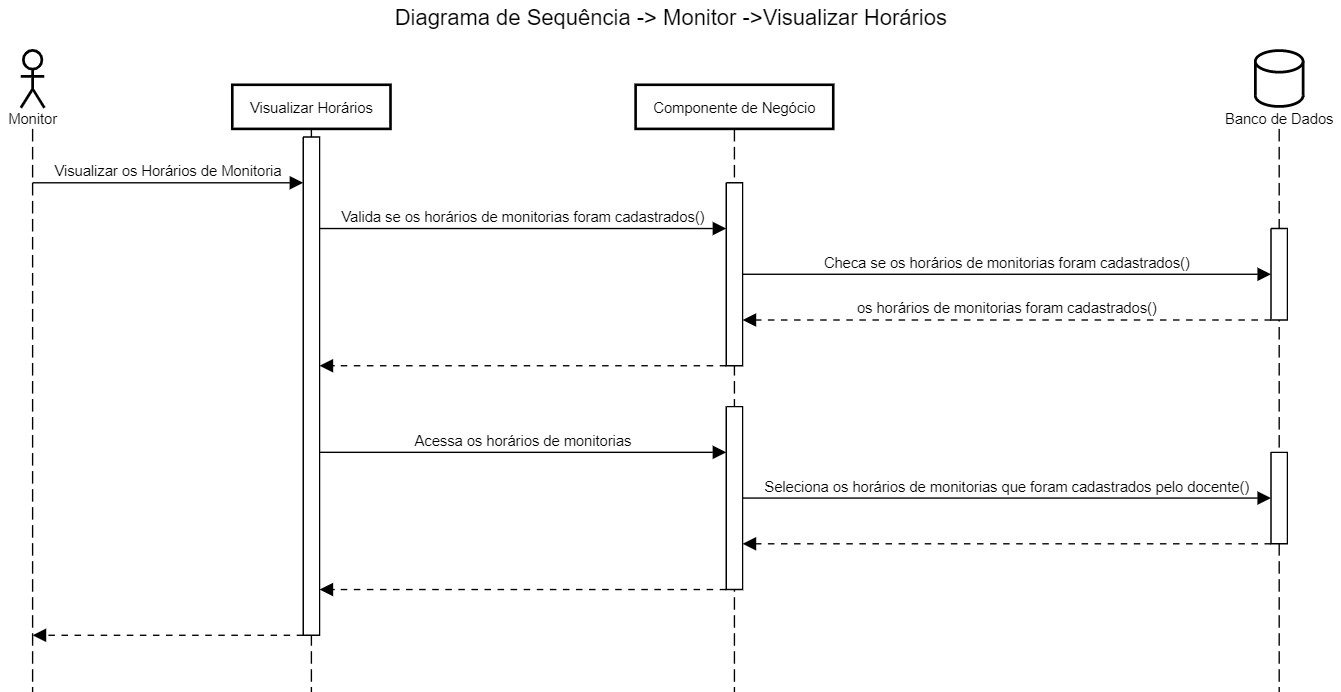 Diagrama de Sequência -> Monitor ->Visualizar Horários
Monitor
Visualizar Horários
Componente de Negócio
Banco de Dados
Visualizar os Horários de Monitoria
Valida se os horários de monitorias foram cadastrados()
Checa se os horários de monitorias foram cadastrados()
os horários de monitorias foram cadastrados()
Acessa os horários de monitorias
Seleciona os horários de monitorias que foram cadastrados pelo docente()